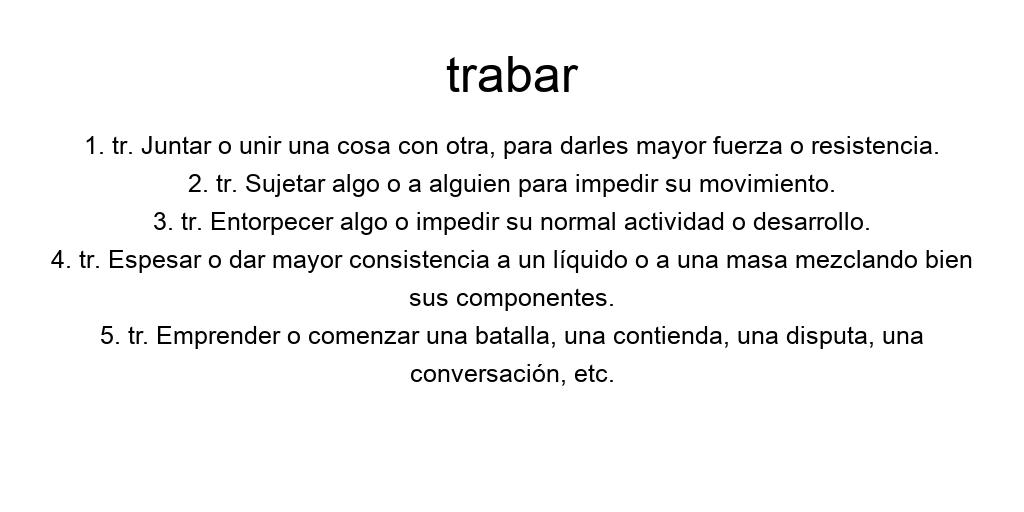 trabar
1. tr. Juntar o unir una cosa con otra, para darles mayor fuerza o resistencia.
2. tr. Sujetar algo o a alguien para impedir su movimiento.
3. tr. Entorpecer algo o impedir su normal actividad o desarrollo.
4. tr. Espesar o dar mayor consistencia a un líquido o a una masa mezclando bien
sus componentes.
5. tr. Emprender o comenzar una batalla, una contienda, una disputa, una
conversación, etc.